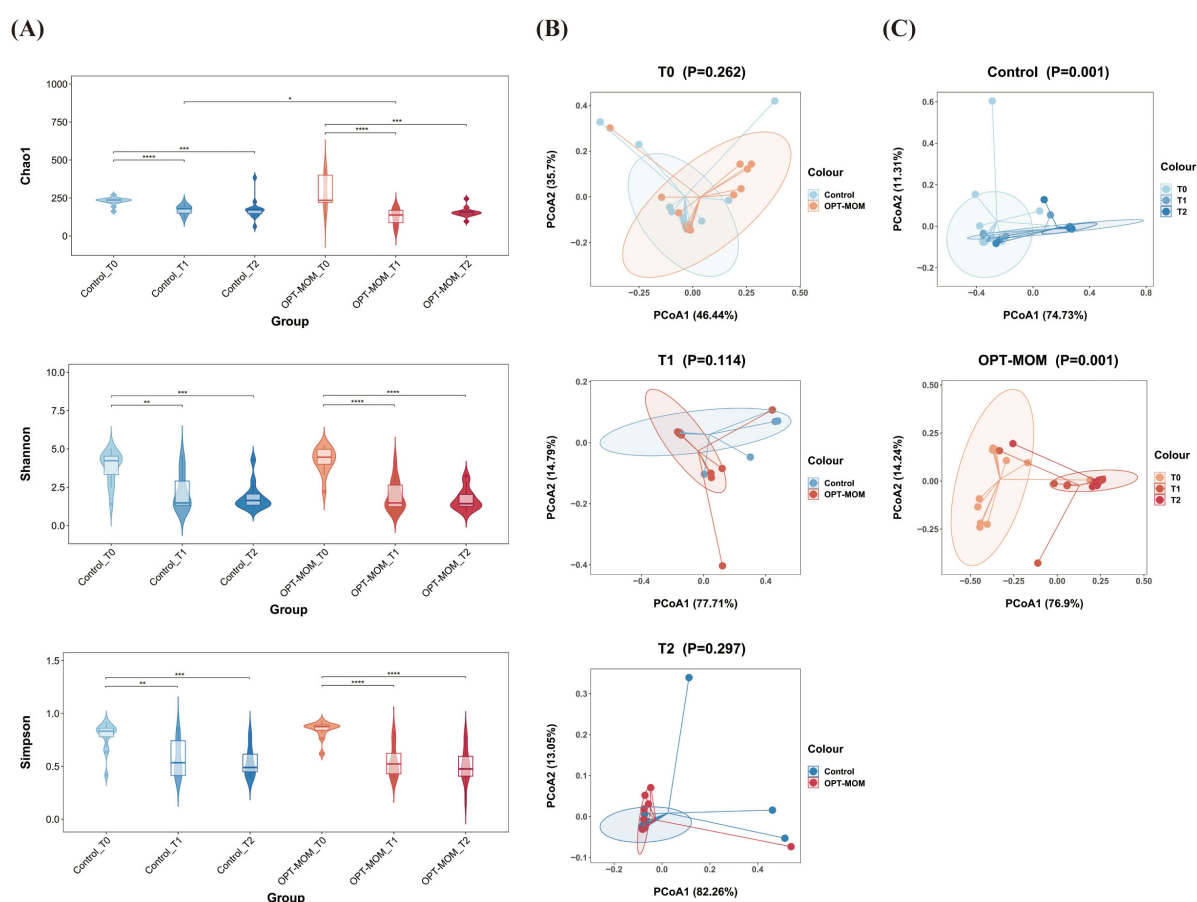 (A)
1000
750
500
250
0
Chao1
*
****
***
****
***
Control_T0
Control_T1
Control_T2
OPT-MOM_T0
OPT-MOM_T1
OPT-MOM_T2
Group
10.0
7.5
5.0
2.5
0.0
Shannon
***
**
****
****
Control_T0
Control_T1
Control_T2
OPT-MOM_T0
OPT-MOM_T1
OPT-MOM_T2
Group
1.5
1.0
0.5
0.0
Simpson
***
**
****
****
Control_T0
Control_T1
Control_T2
OPT-MOM_T0
OPT-MOM_T1
OPT-MOM_T2
Group
(B)
T0 (P=0.262)
0.4
0.2
0.0
−0.2
PCoA2 (35.7%)
−0.25
0.00
0.25
0.50
PCoA1 (46.44%)
Colour
Control
OPT-MOM
T1 (P=0.114)
0.2
0.0
−0.2
−0.4
PCoA2 (14.79%)
−0.4
0.0
0.4
PCoA1 (77.71%)
Colour
Control
OPT-MOM
T2 (P=0.297)
0.3
0.2
0.1
0.0
−0.1
PCoA2 (13.05%)
−0.2
0.0
0.2
0.4
PCoA1 (82.26%)
Colour
Control
OPT-MOM
(C)
Control (P=0.001)
0.6
0.4
0.2
0.0
−0.2
PCoA2 (11.31%)
−0.4
0.0
0.4
0.8
PCoA1 (74.73%)
Colour
T0
T1
T2
OPT-MOM (P=0.001)
0.50
0.25
0.00
−0.25
PCoA2 (14.24%)
−0.50
−0.25
0.00
0.25
0.50
PCoA1 (76.9%)
Colour
T0
T1
T2